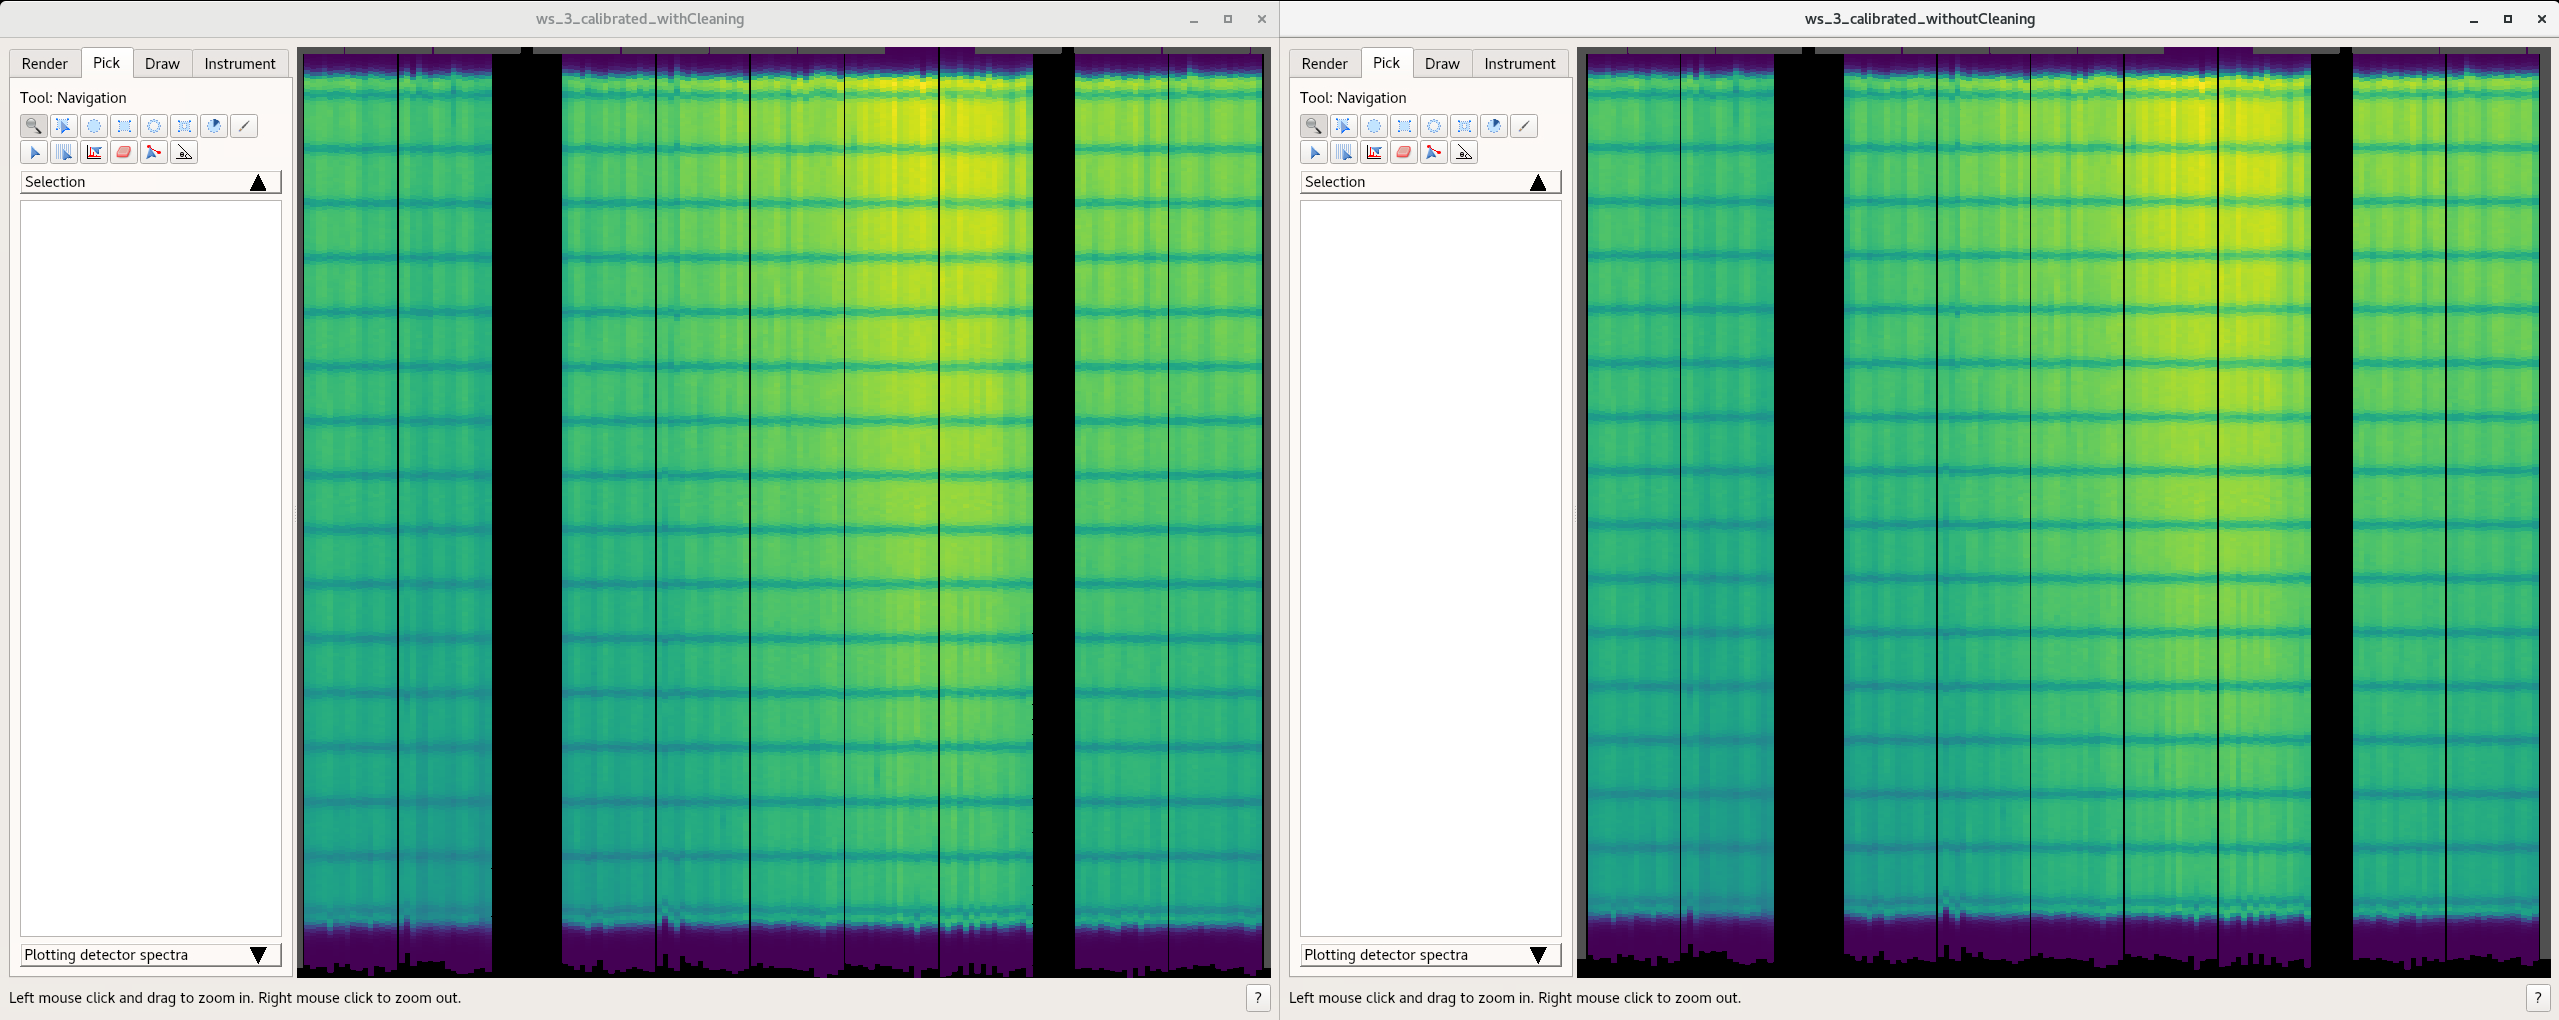 ws_3_calibrated_withCleaning
Render Pick Draw Instrument
Tool: Navigation
Selection
Plotting detector spectra
Left mouse click and drag to zoom in. Right mouse click to zoom out.
?
ws_3_calibrated_withoutCleaning
Render Pick Draw Instrument
Tool: Navigation
Selection
Plotting detector spectra
Left mouse click and drag to zoom in. Right mouse click to zoom out.
?